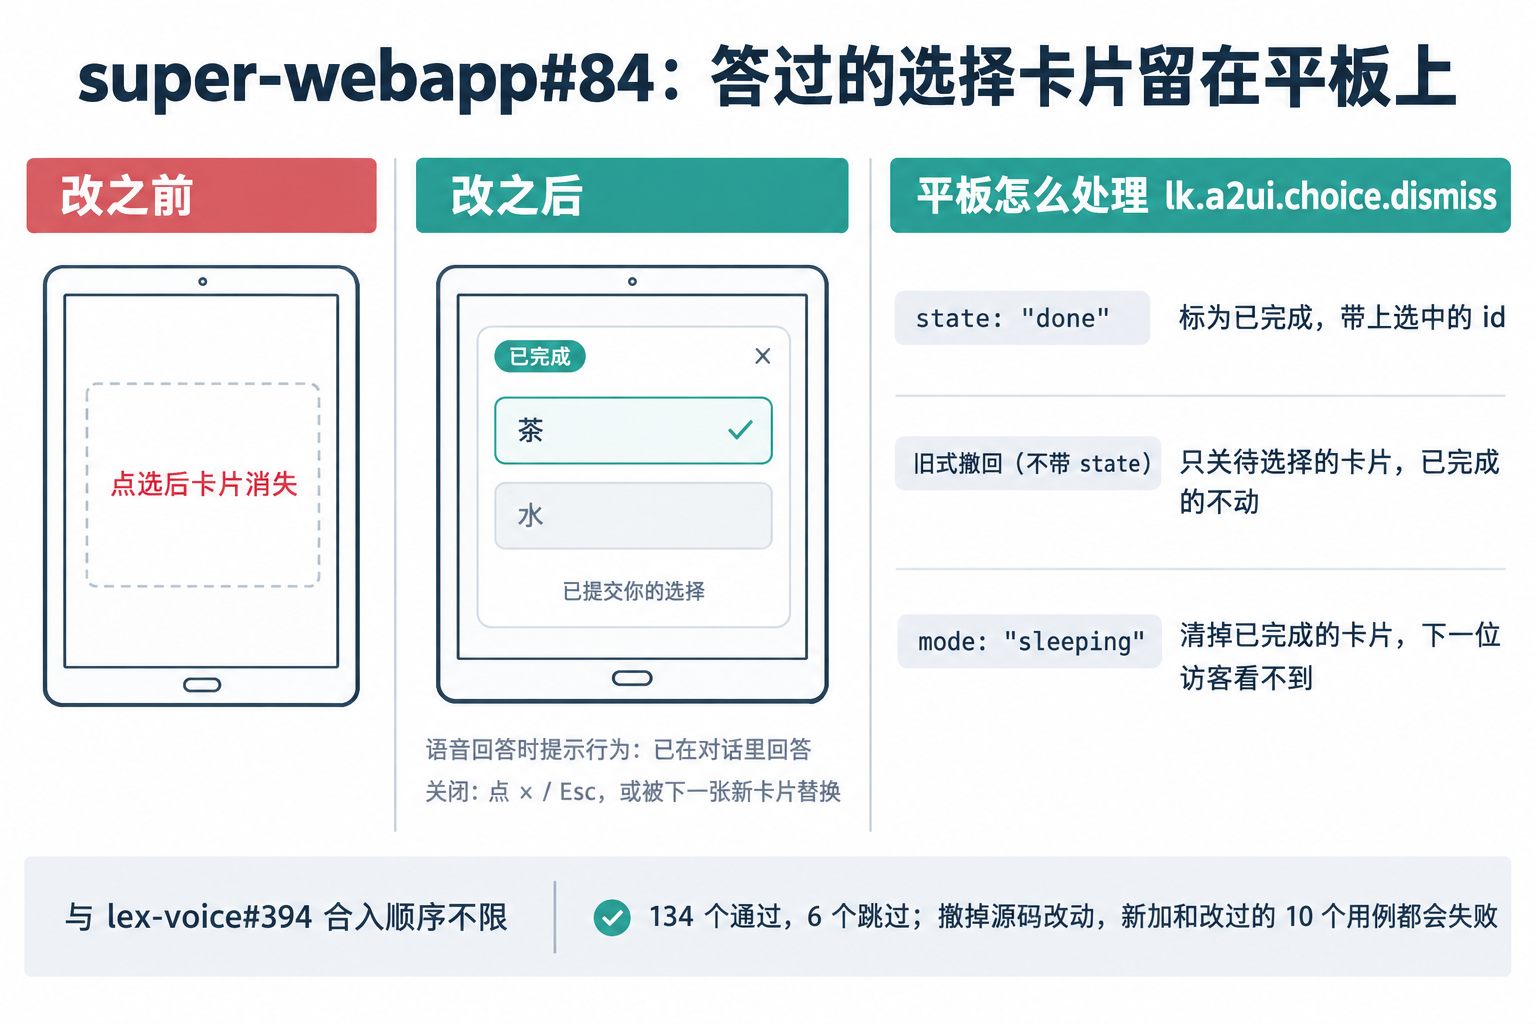 super-webapp#84：答过的选择卡片留在平板上
改之前
点选后卡片消失
改之后
已完成
×
茶
水
已提交你的选择
语音回答时提示行为：已在对话里回答
关闭：点 × / Esc，或被下一张新卡片替换
平板怎么处理 lk.a2ui.choice.dismiss
state: "done"
标为已完成，带上选中的 id
旧式撤回（不带 state）
只关待选择的卡片，已完成
的不动
mode: "sleeping"
清掉已完成的卡片，下一位
访客看不到
与 lex-voice#394 合入顺序不限
134 个通过，6 个跳过；撤掉源码改动，新加和改过的 10 个用例都会失败